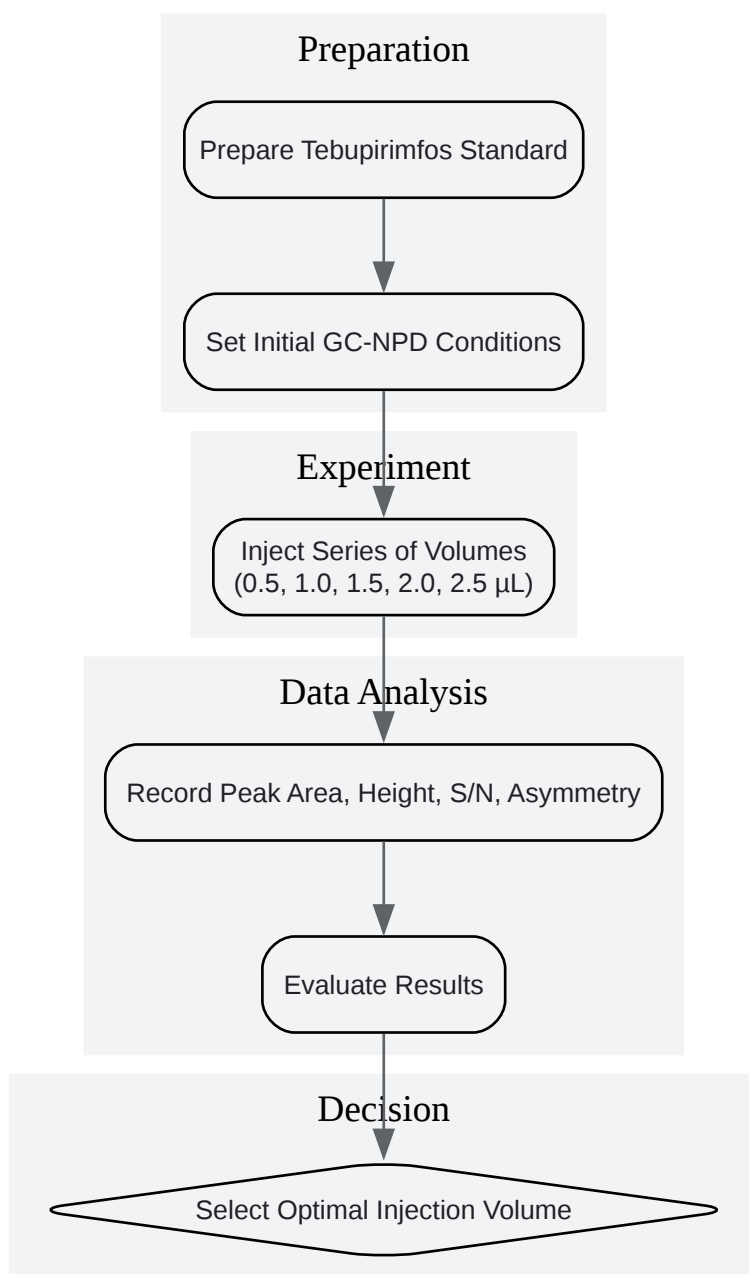 Preparation
Prepare Tebupirimfos Standard
Set Initial GC-NPD Conditions
Experiment
Inject Series of Volumes
(0.5, 1.0, 1.5, 2.0, 2.5 µL)
Data Analysis
Record Peak Area, Height, S/N, Asymmetry
Evaluate Results
Decision
Select Optimal Injection Volume